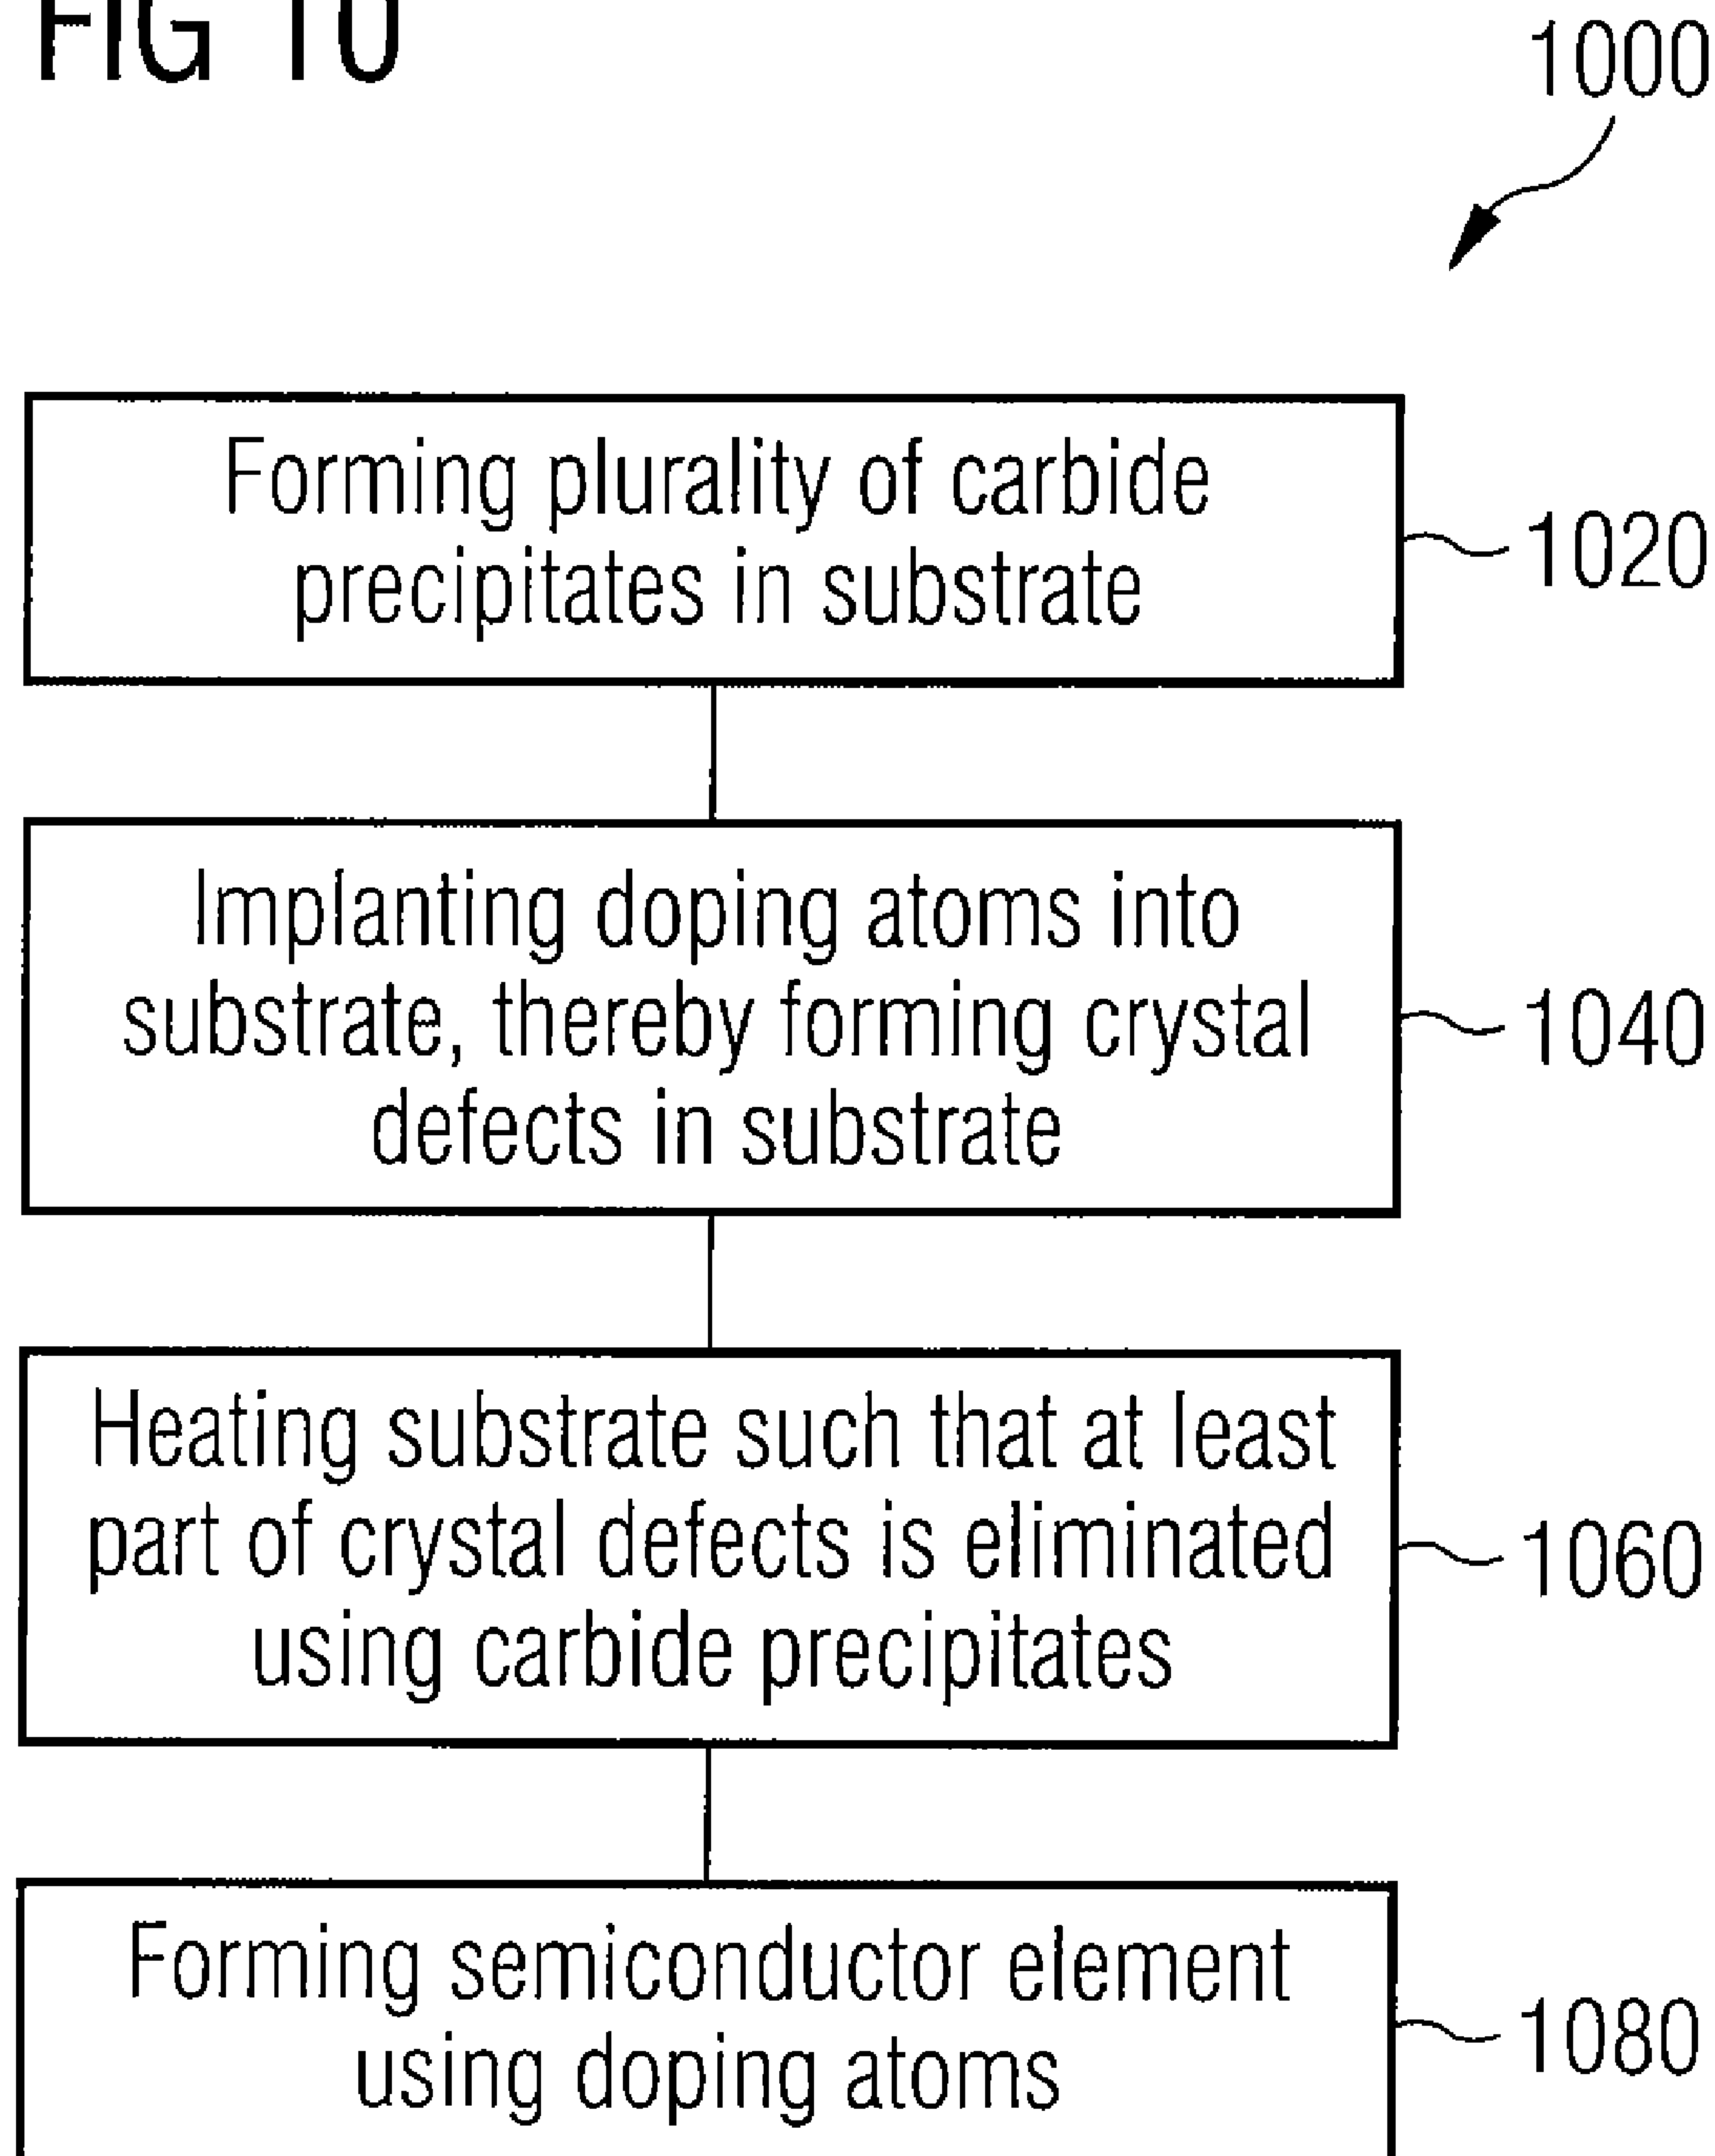 FIG 10
1000
Forming plurality of carbide
precipitates in substrate
1020
Implanting doping atoms into
substrate, thereby forming crystal
defects in substrate
1040
Heating substrate such that at least
part of crystal defects is eliminated
using carbide precipitates
1060
Forming semiconductor element
using doping atoms
1080